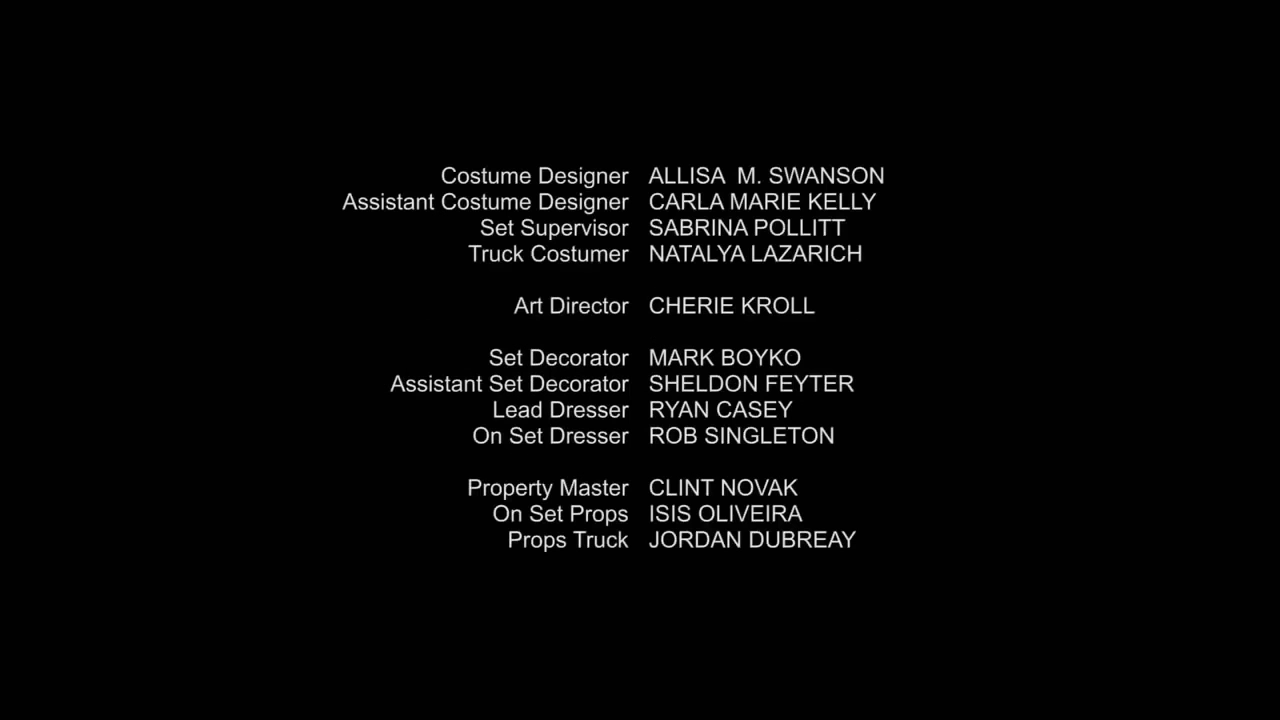 Costume Designer ALLISA M. SWANSON
Assistant Costume Designer CARLA MARIE KELLY
Set Supervisor SABRINA POLLITT
Truck Costumer NATALYA LAZARICH
Art Director CHERIE KROLL
Set Decorator MARK BOYKO
Assistant Set Decorator SHELDON FEYTER
Lead Dresser RYAN CASEY
On Set Dresser ROB SINGLETON
Property Master CLINT NOVAK
On Set Props ISIS OLIVEIRA
Props Truck JORDAN DUBREAY